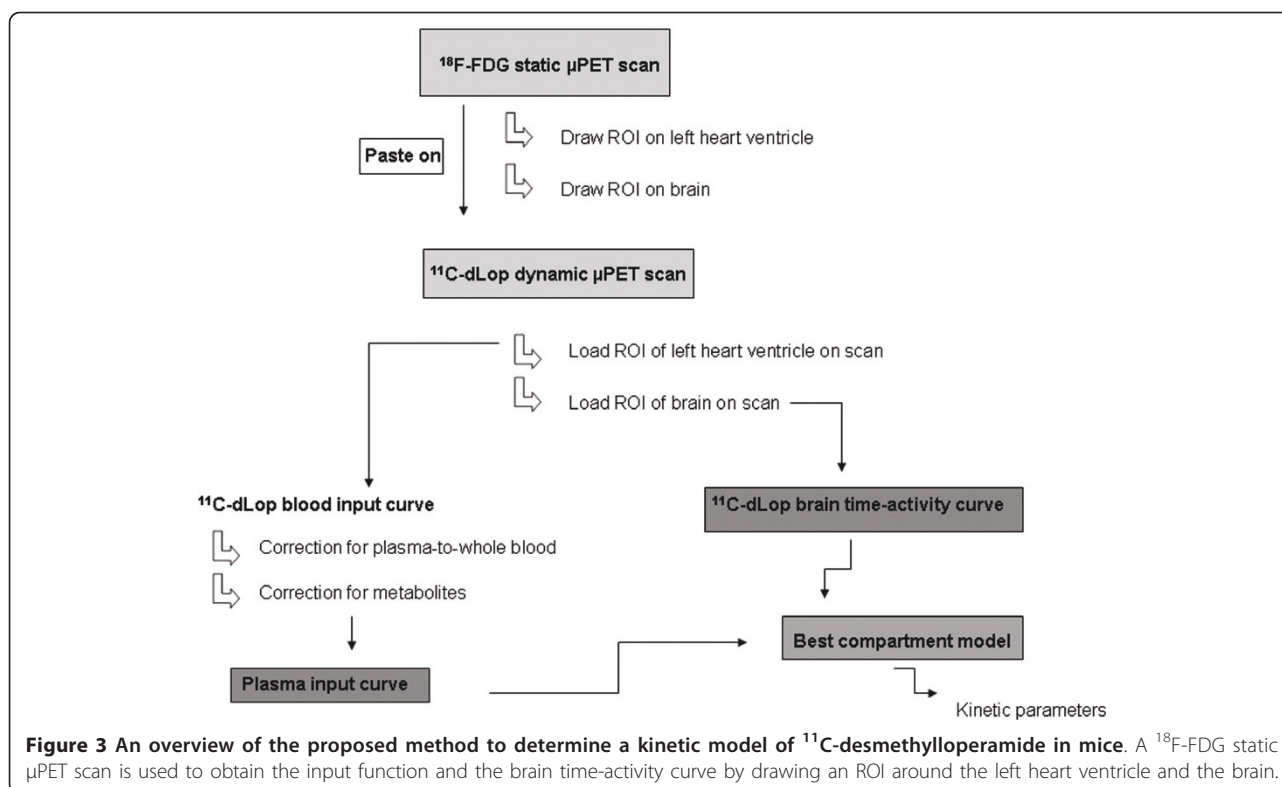 ¹⁸F-FDG static µPET scan
Draw ROI on left heart ventricle
Paste on
Draw ROI on brain
¹¹C-dLop dynamic µPET scan
Load ROI of left heart ventricle on scan
Load ROI of brain on scan
¹¹C-dLop blood input curve
¹¹C-dLop brain time-activity curve
Correction for plasma-to-whole blood
Correction for metabolites
Best compartment model
Plasma input curve
Kinetic parameters
Figure 3 An overview of the proposed method to determine a kinetic model of ¹¹C-desmethylloperamide in mice. A ¹⁸F-FDG static
µPET scan is used to obtain the input function and the brain time-activity curve by drawing an ROI around the left heart ventricle and the brain.